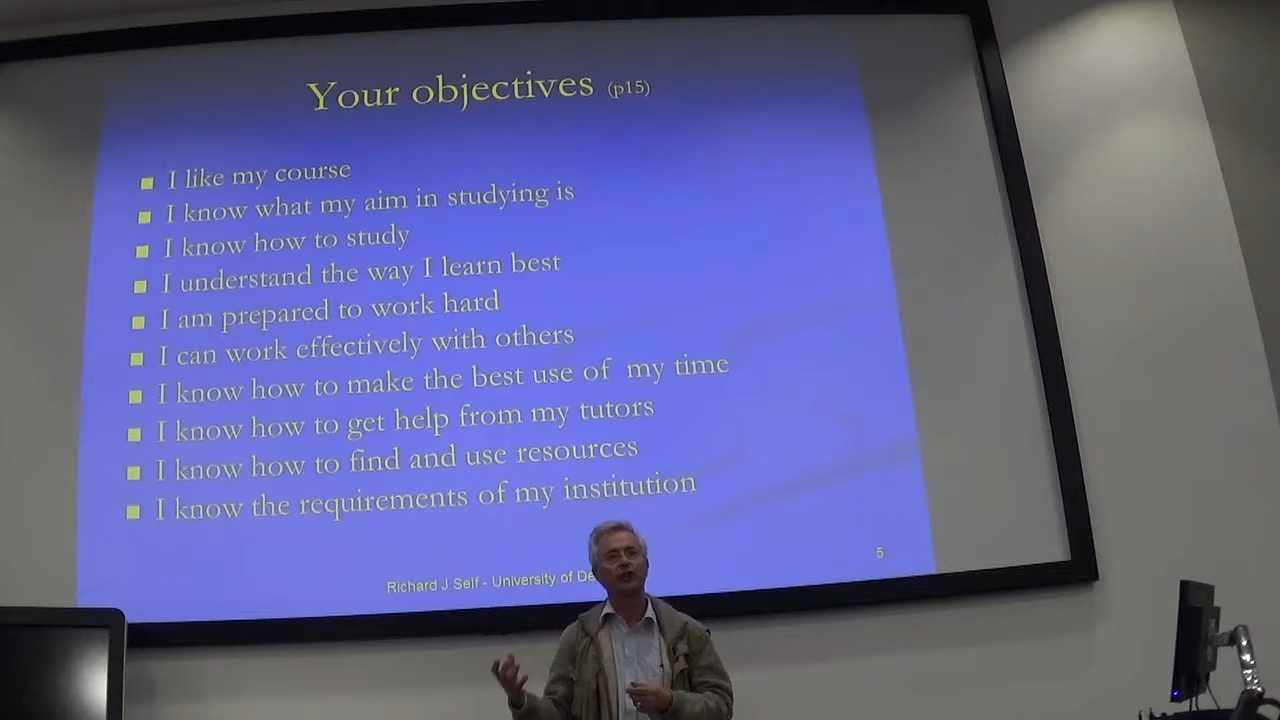 Your objectives (p15)
I like my course
I know what my aim in studying is
I know how to study
I understand the way I learn best
I am prepared to work hard
I can work effectively with others
I know how to make the best use of my time
I know how to get help from my tutors
I know how to find and use resources
I know the requirements of my institution
5
Richard J Self - University of De